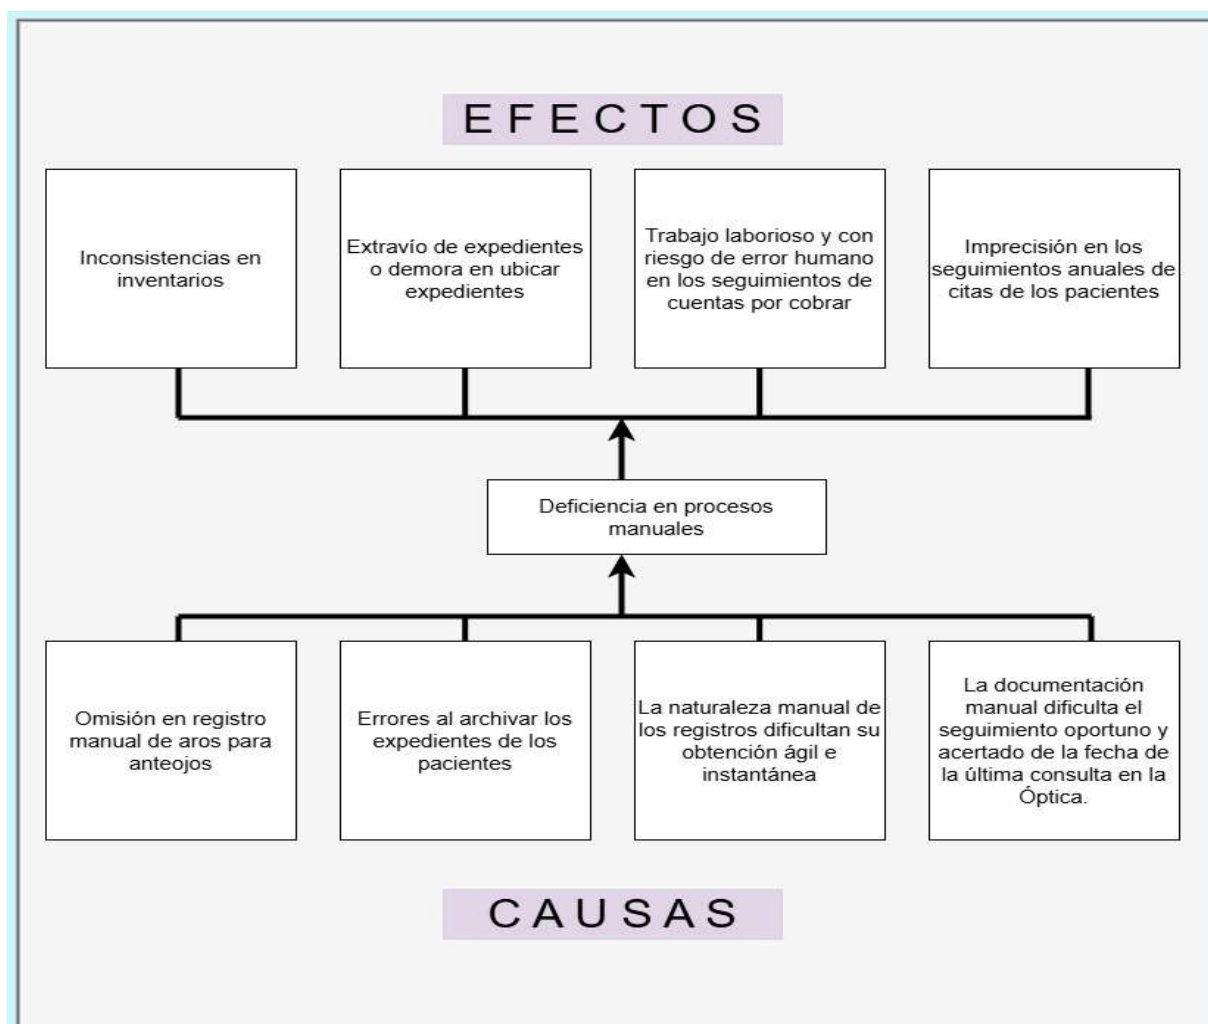 E F E C T O S
Inconsistencias en
inventarios
Extravío de expedientes
o demora en ubicar
expedientes
Trabajo laborioso y con
riesgo de error humano
en los seguimientos de
cuentas por cobrar
Imprecisión en los
seguimientos anuales de
citas de los pacientes
Deficiencia en procesos
manuales
Omisión en registro
manual de aros para
anteojos
Errores al archivar los
expedientes de los
pacientes
La naturaleza manual de
los registros dificultan su
obtención ágil e
instantánea
La documentación
manual dificulta el
seguimiento oportuno y
acertado de la fecha de
la última consulta en la
Óptica.
C A U S A S